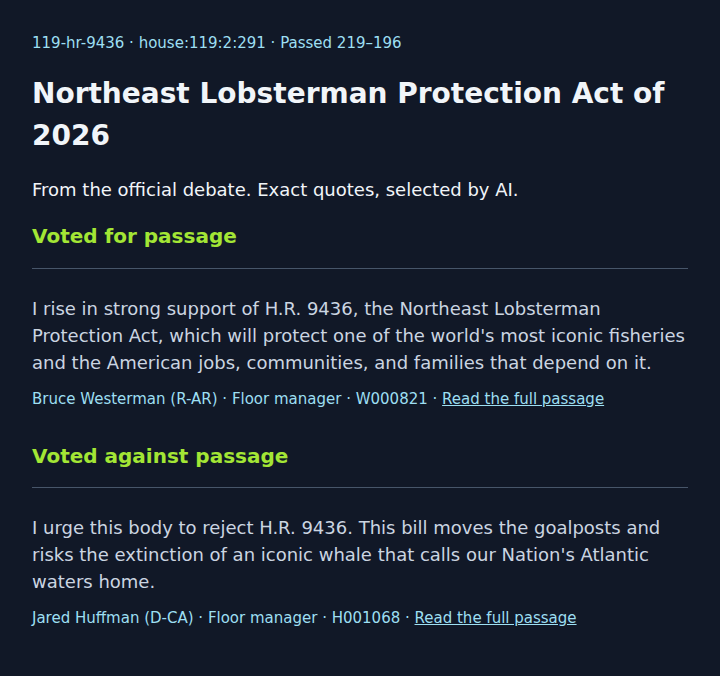 119-hr-9436 · house:119:2:291 · Passed 219–196
Northeast Lobsterman Protection Act of
2026
From the official debate. Exact quotes, selected by AI.
Voted for passage
I rise in strong support of H.R. 9436, the Northeast Lobsterman
Protection Act, which will protect one of the world's most iconic fisheries
and the American jobs, communities, and families that depend on it.
Bruce Westerman (R-AR) · Floor manager · W000821 · Read the full passage
Voted against passage
I urge this body to reject H.R. 9436. This bill moves the goalposts and
risks the extinction of an iconic whale that calls our Nation's Atlantic
waters home.
Jared Huffman (D-CA) · Floor manager · H001068 · Read the full passage